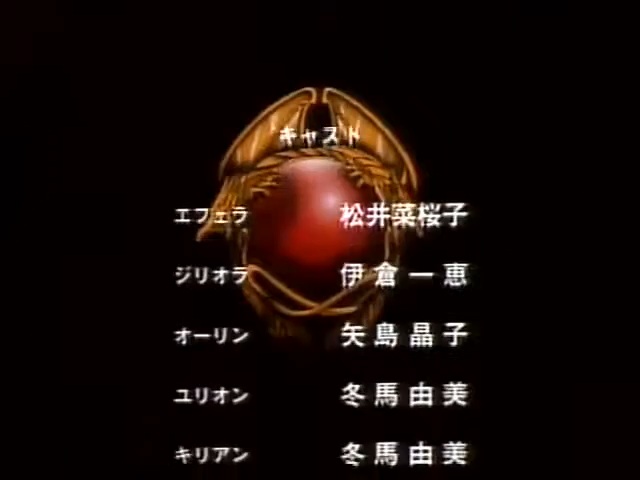 キャスト
エフェラ 松井菜桜子
ジリオラ 伊倉一恵
オーリン 矢島晶子
ユリオン 冬馬由美
キリアン 冬馬由美